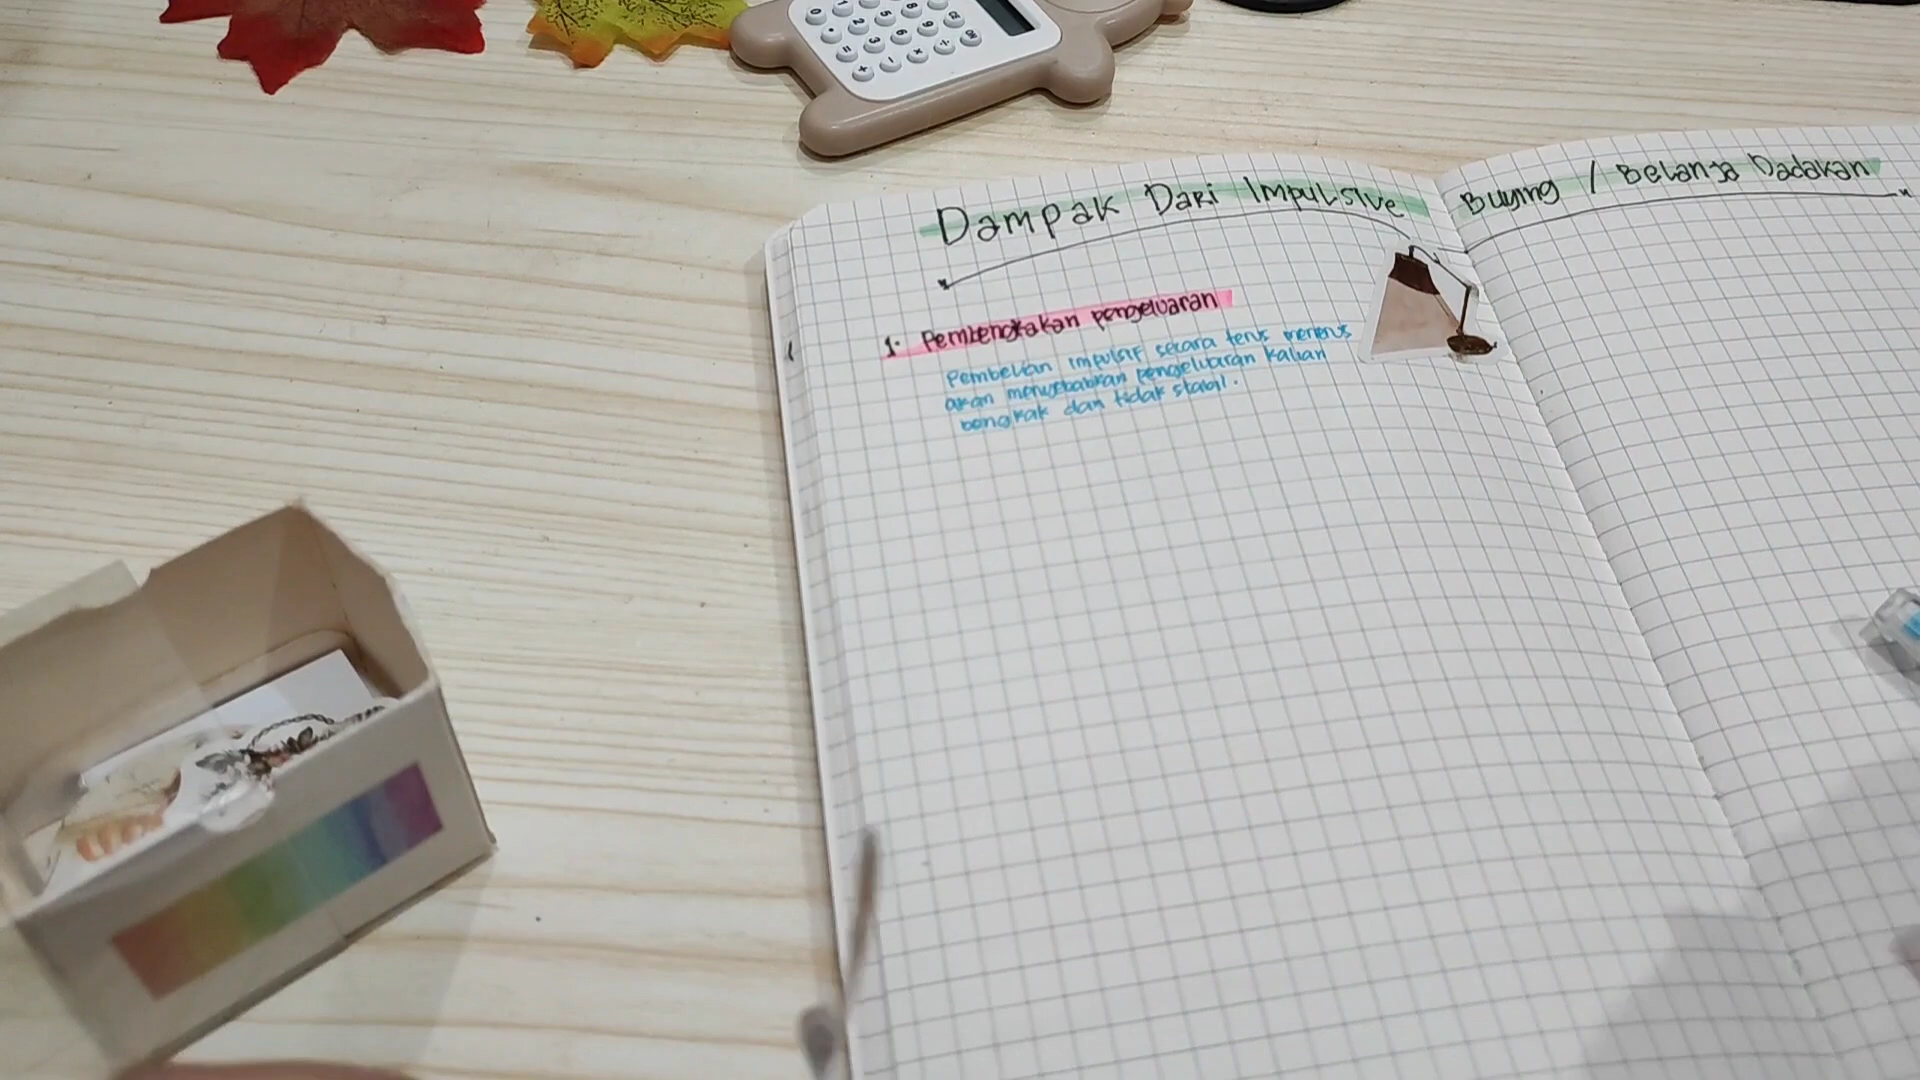 Dampak Dari Impulsive Buying / Belanja Dadakan
1. Pembengkakan pengeluaran
Pembelian impulsif secara terus menerus
akan menyebabkan pengeluaran kalian
bengkak dan tidak stabil.